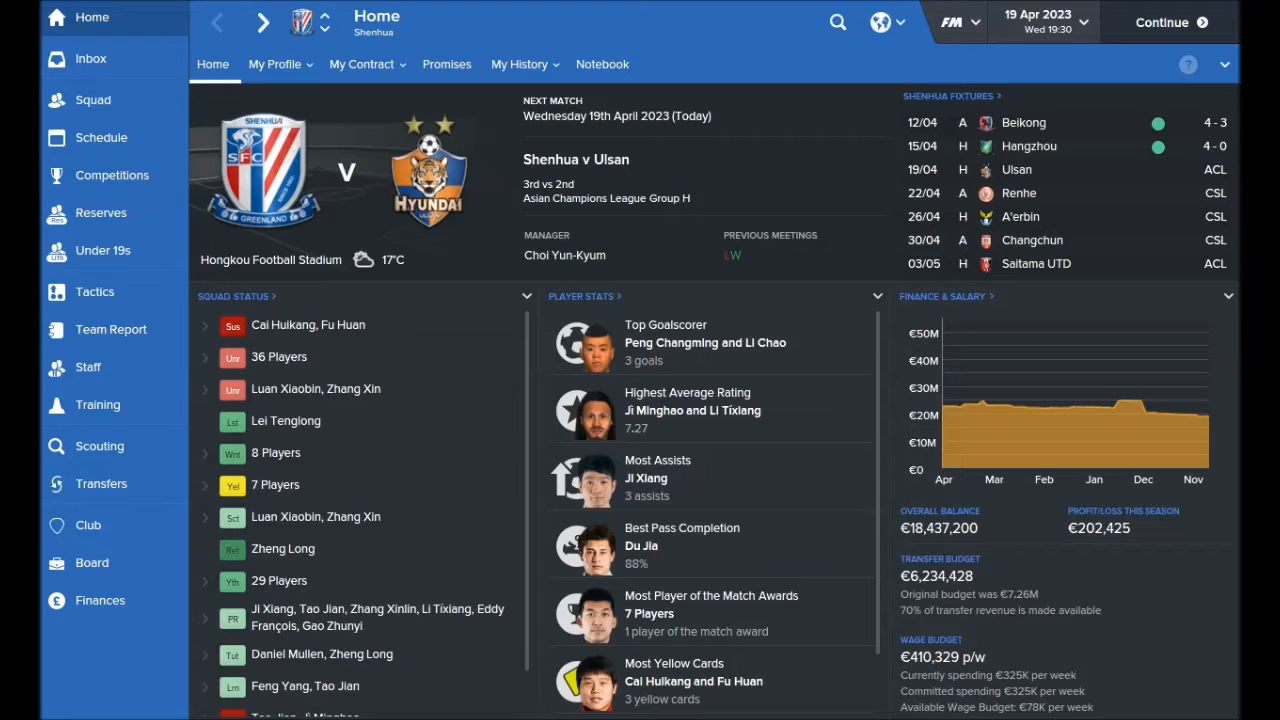 Home
Inbox
Squad
Schedule
Competitions
Res
Reserves
U19
Under 19s
Tactics
Team Report
Staff
Training
Scouting
Transfers
Club
Board
Finances
Home
Shenhua
FM
19 Apr 2023
Wed 19:30
Continue
Home My Profile My Contract Promises My History Notebook
?
SHENHUA
SFC
GREENLAND
V
HYUNDAI
ULSAN
Hongkou Football Stadium 17°C
NEXT MATCH
Wednesday 19th April 2023 (Today)
Shenhua v Ulsan
3rd vs 2nd
Asian Champions League Group H
MANAGER PREVIOUS MEETINGS
Choi Yun-Kyum LW
SHENHUA FIXTURES >
12/04 A Beikong 4 - 3
15/04 H Hangzhou 4 - 0
19/04 H Ulsan ACL
22/04 A Renhe CSL
26/04 H A'erbin CSL
30/04 A Changchun CSL
03/05 H Saitama UTD ACL
SQUAD STATUS >
Sus Cai Huikang, Fu Huan
Unr 36 Players
Unr Luan Xiaobin, Zhang Xin
Lst Lei Tenglong
Wnt 8 Players
Yel 7 Players
Sct Luan Xiaobin, Zhang Xin
Ret Zheng Long
Yth 29 Players
PR Ji Xiang, Tao Jian, Zhang Xinlin, Li Tíxiang, Eddy
François, Gao Zhunyi
Tut Daniel Mullen, Zheng Long
Lrn Feng Yang, Tao Jian
PLAYER STATS >
Top Goalscorer
Peng Changming and Li Chao
3 goals
Highest Average Rating
Jì Minghao and Li Tíxiang
7.27
Most Assists
Ji Xiang
3 assists
Best Pass Completion
Du Jia
88%
Most Player of the Match Awards
7 Players
1 player of the match award
Most Yellow Cards
Cai Huikang and Fu Huan
3 yellow cards
FINANCE & SALARY >
€50M
€40M
€30M
€20M
€10M
€0
Apr Mar Feb Jan Dec Nov
OVERALL BALANCE PROFIT/LOSS THIS SEASON
€18,437,200 €202,425
TRANSFER BUDGET
€6,234,428
Original budget was €7.26M
70% of transfer revenue is made available
WAGE BUDGET
€410,329 p/w
Currently spending €325K per week
Committed spending €325K per week
Available Wage Budget: €78K per week